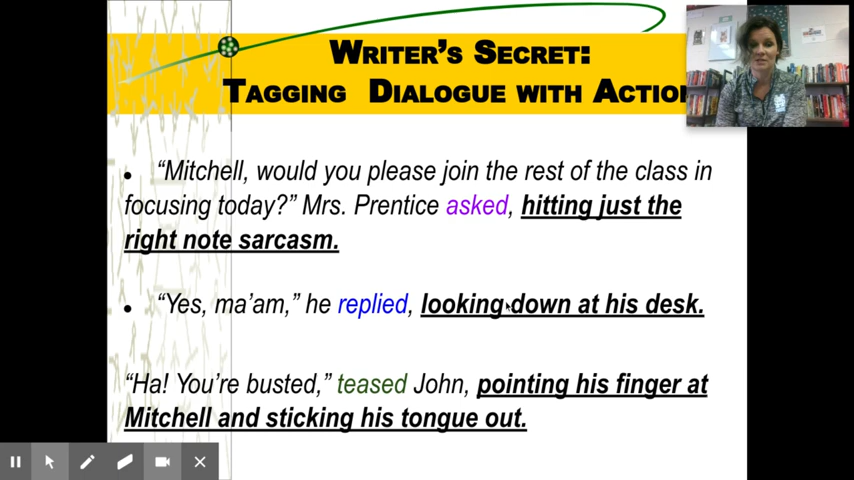 WRITER'S SECRET:
TAGGING DIALOGUE WITH ACTION
• "Mitchell, would you please join the rest of the class in
focusing today?" Mrs. Prentice asked, hitting just the
right note sarcasm.
• "Yes, ma'am," he replied, looking down at his desk.
"Ha! You're busted," teased John, pointing his finger at
Mitchell and sticking his tongue out.